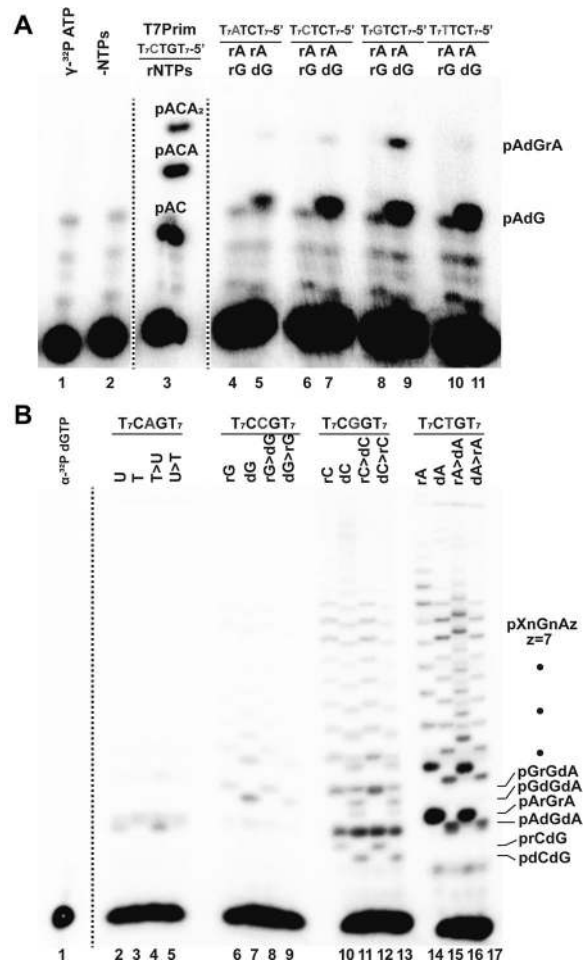 A
γ-³²P ATP
-NTPs
T7Prim
T₇CTGT₇-5'
rNTPs
T₇ATCT₇-5' T₇CTCT₇-5' T₇GTCT₇-5' T₇TTCT₇-5'
rA rA rA rA rA rA rA rA
rG dG rG dG rG dG rG dG
pACA₂
pACA
pAC
pAdGrA
pAdG
1 2 3 4 5 6 7 8 9 10 11
B
α-³²P dGTP
T₇CAGT₇ T₇CCGT₇ T₇CGGT₇ T₇CTGT₇
U T T>U U>T rG dG rG>dG dG>rG rC dC rC>dC dC>rC rA dA rA>dA dA>rA
pXnGnAz
z=7
•
•
•
pGrGdA
pGdGdA
pArGrA
pAdGdA
prCdG
pdCdG
1 2 3 4 5 6 7 8 9 10 11 12 13 14 15 16 17